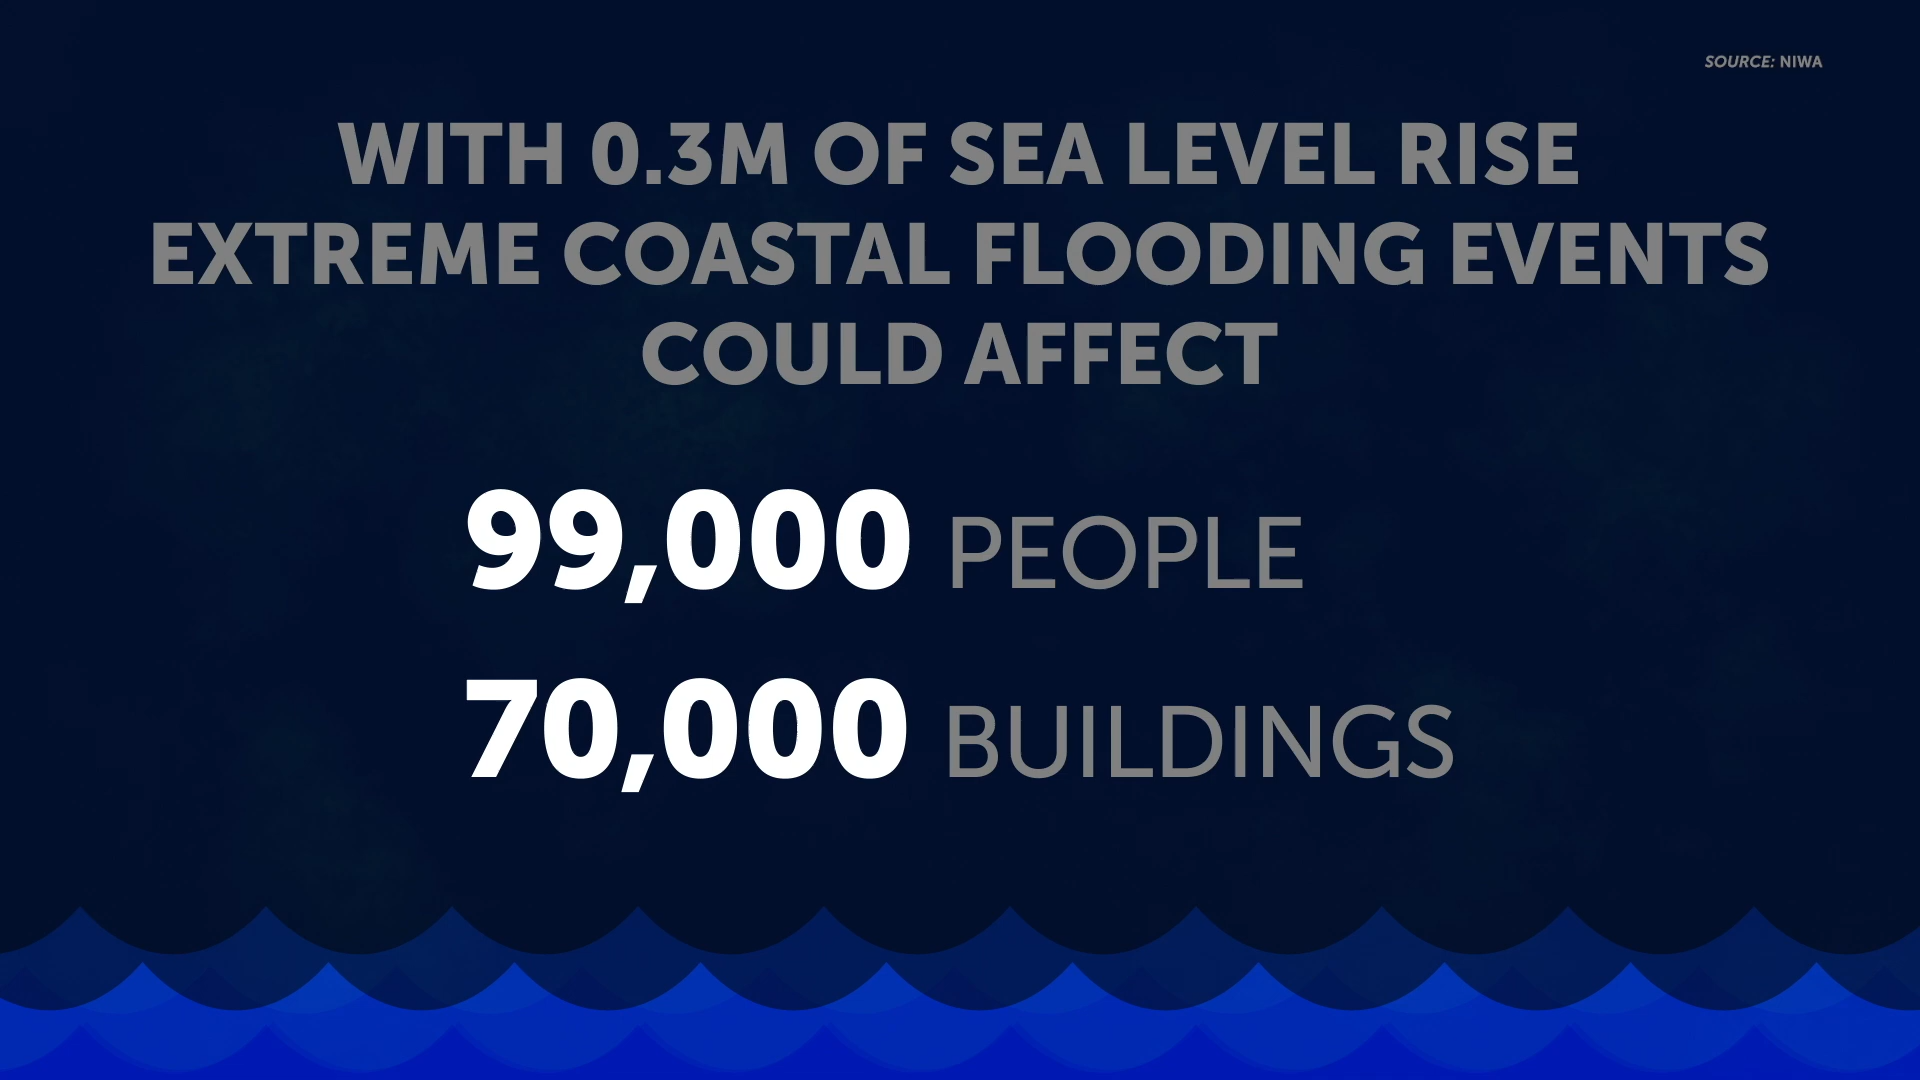 SOURCE: NIWA
WITH 0.3M OF SEA LEVEL RISE
EXTREME COASTAL FLOODING EVENTS
COULD AFFECT
99,000 PEOPLE
70,000 BUILDINGS